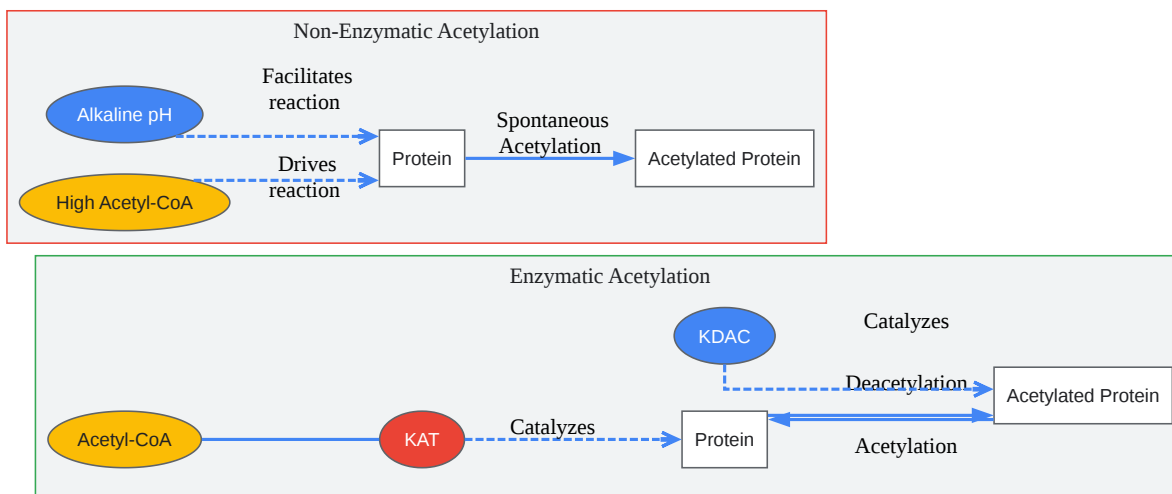 Non-Enzymatic Acetylation
Facilitates
reaction
Alkaline pH
Spontaneous
Acetylation
Protein
Acetylated Protein
Drives
reaction
High Acetyl-CoA
Enzymatic Acetylation
Catalyzes
KDAC
Deacetylation
Acetylated Protein
Acetyl-CoA
KAT
Catalyzes
Protein
Acetylation